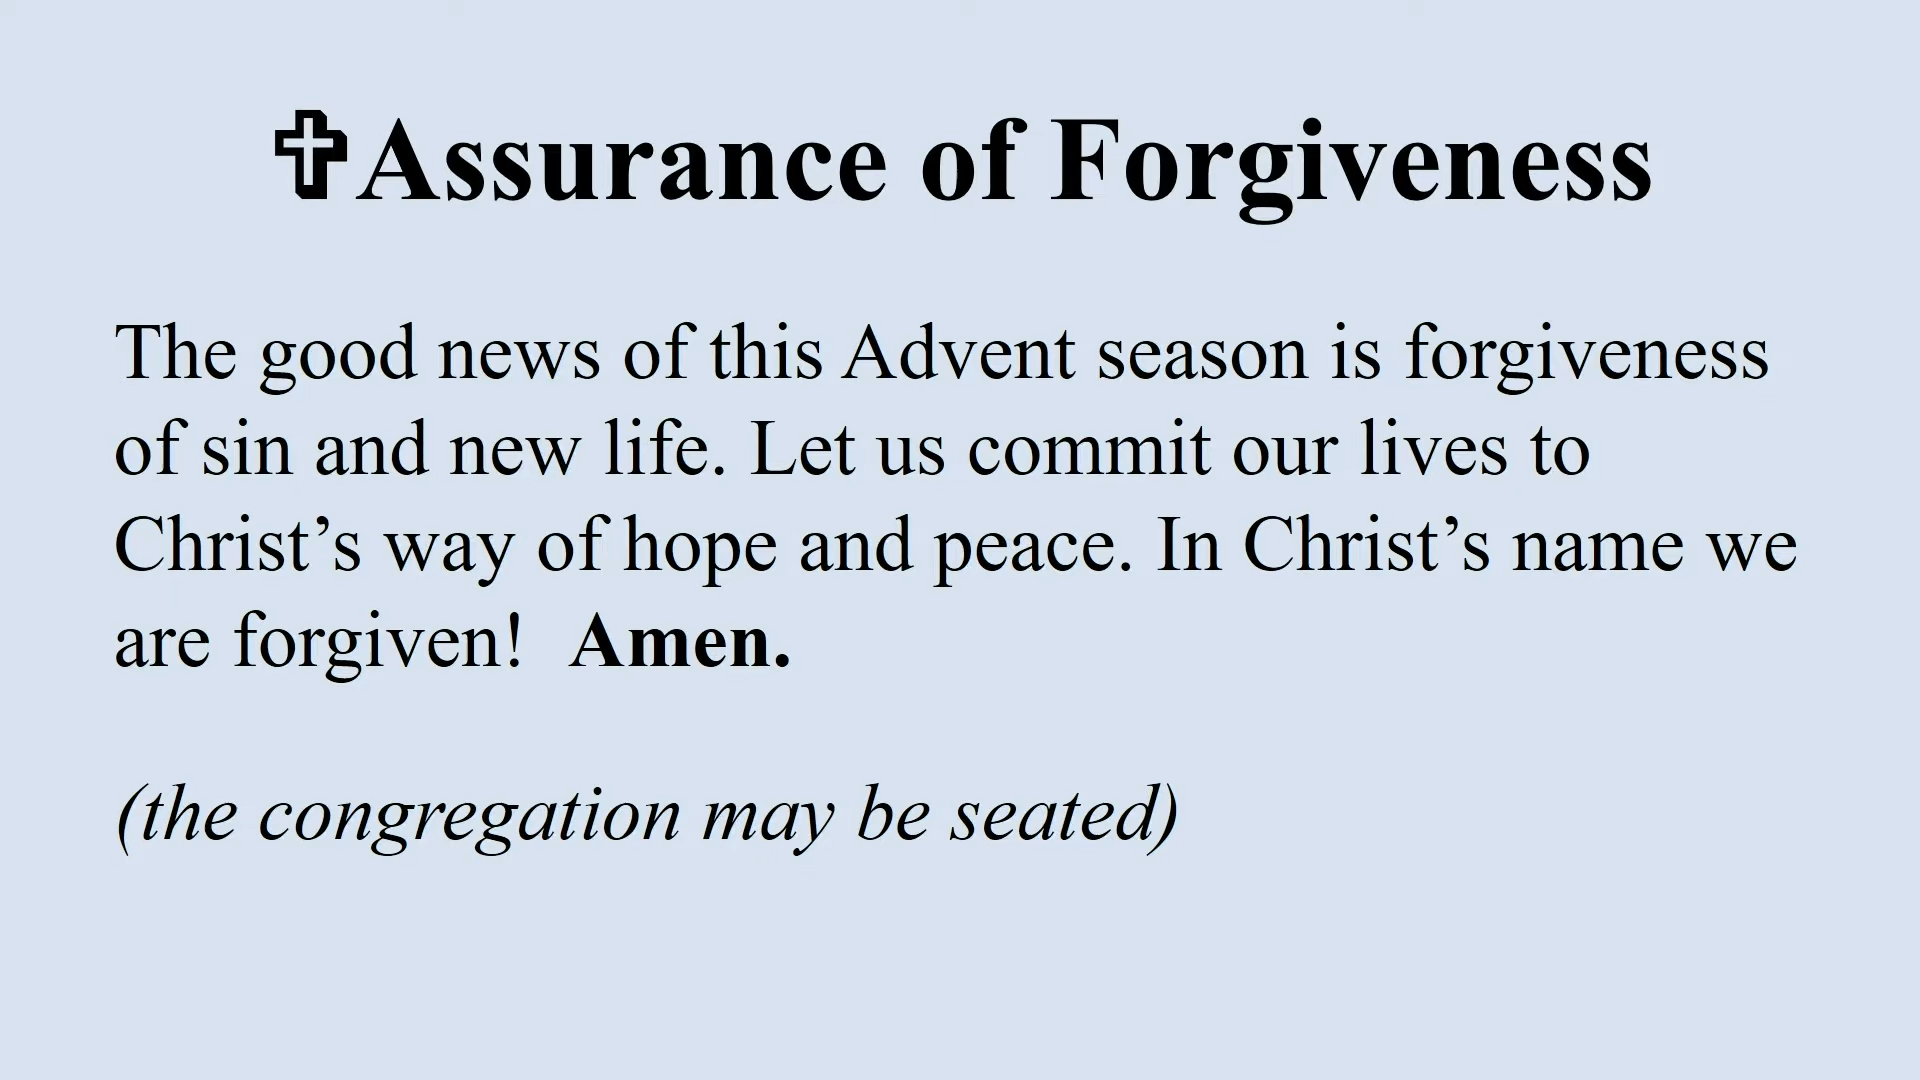 ✞Assurance of Forgiveness
The good news of this Advent season is forgiveness
of sin and new life. Let us commit our lives to
Christ’s way of hope and peace. In Christ’s name we
are forgiven!  Amen.
(the congregation may be seated)